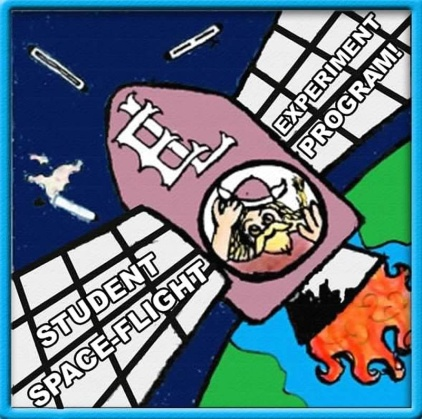 STUDENT
SPACE-FLIGHT
EXPERIMENT
PROGRAM!